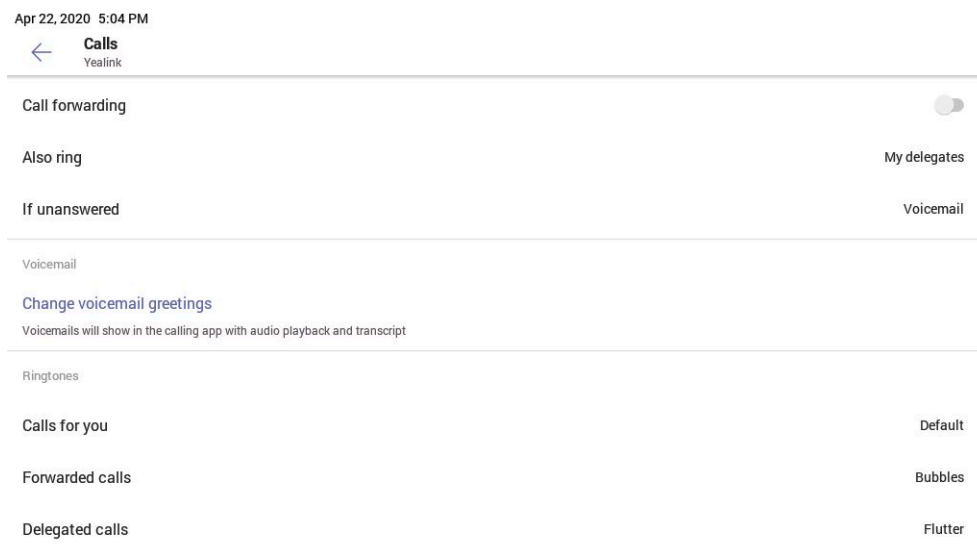 Apr 22, 2020 5:04 PM
Calls
Yealink
Call forwarding
Also ring My delegates
If unanswered Voicemail
Voicemail
Change voicemail greetings
Voicemails will show in the calling app with audio playback and transcript
Ringtones
Calls for you Default
Forwarded calls Bubbles
Delegated calls Flutter